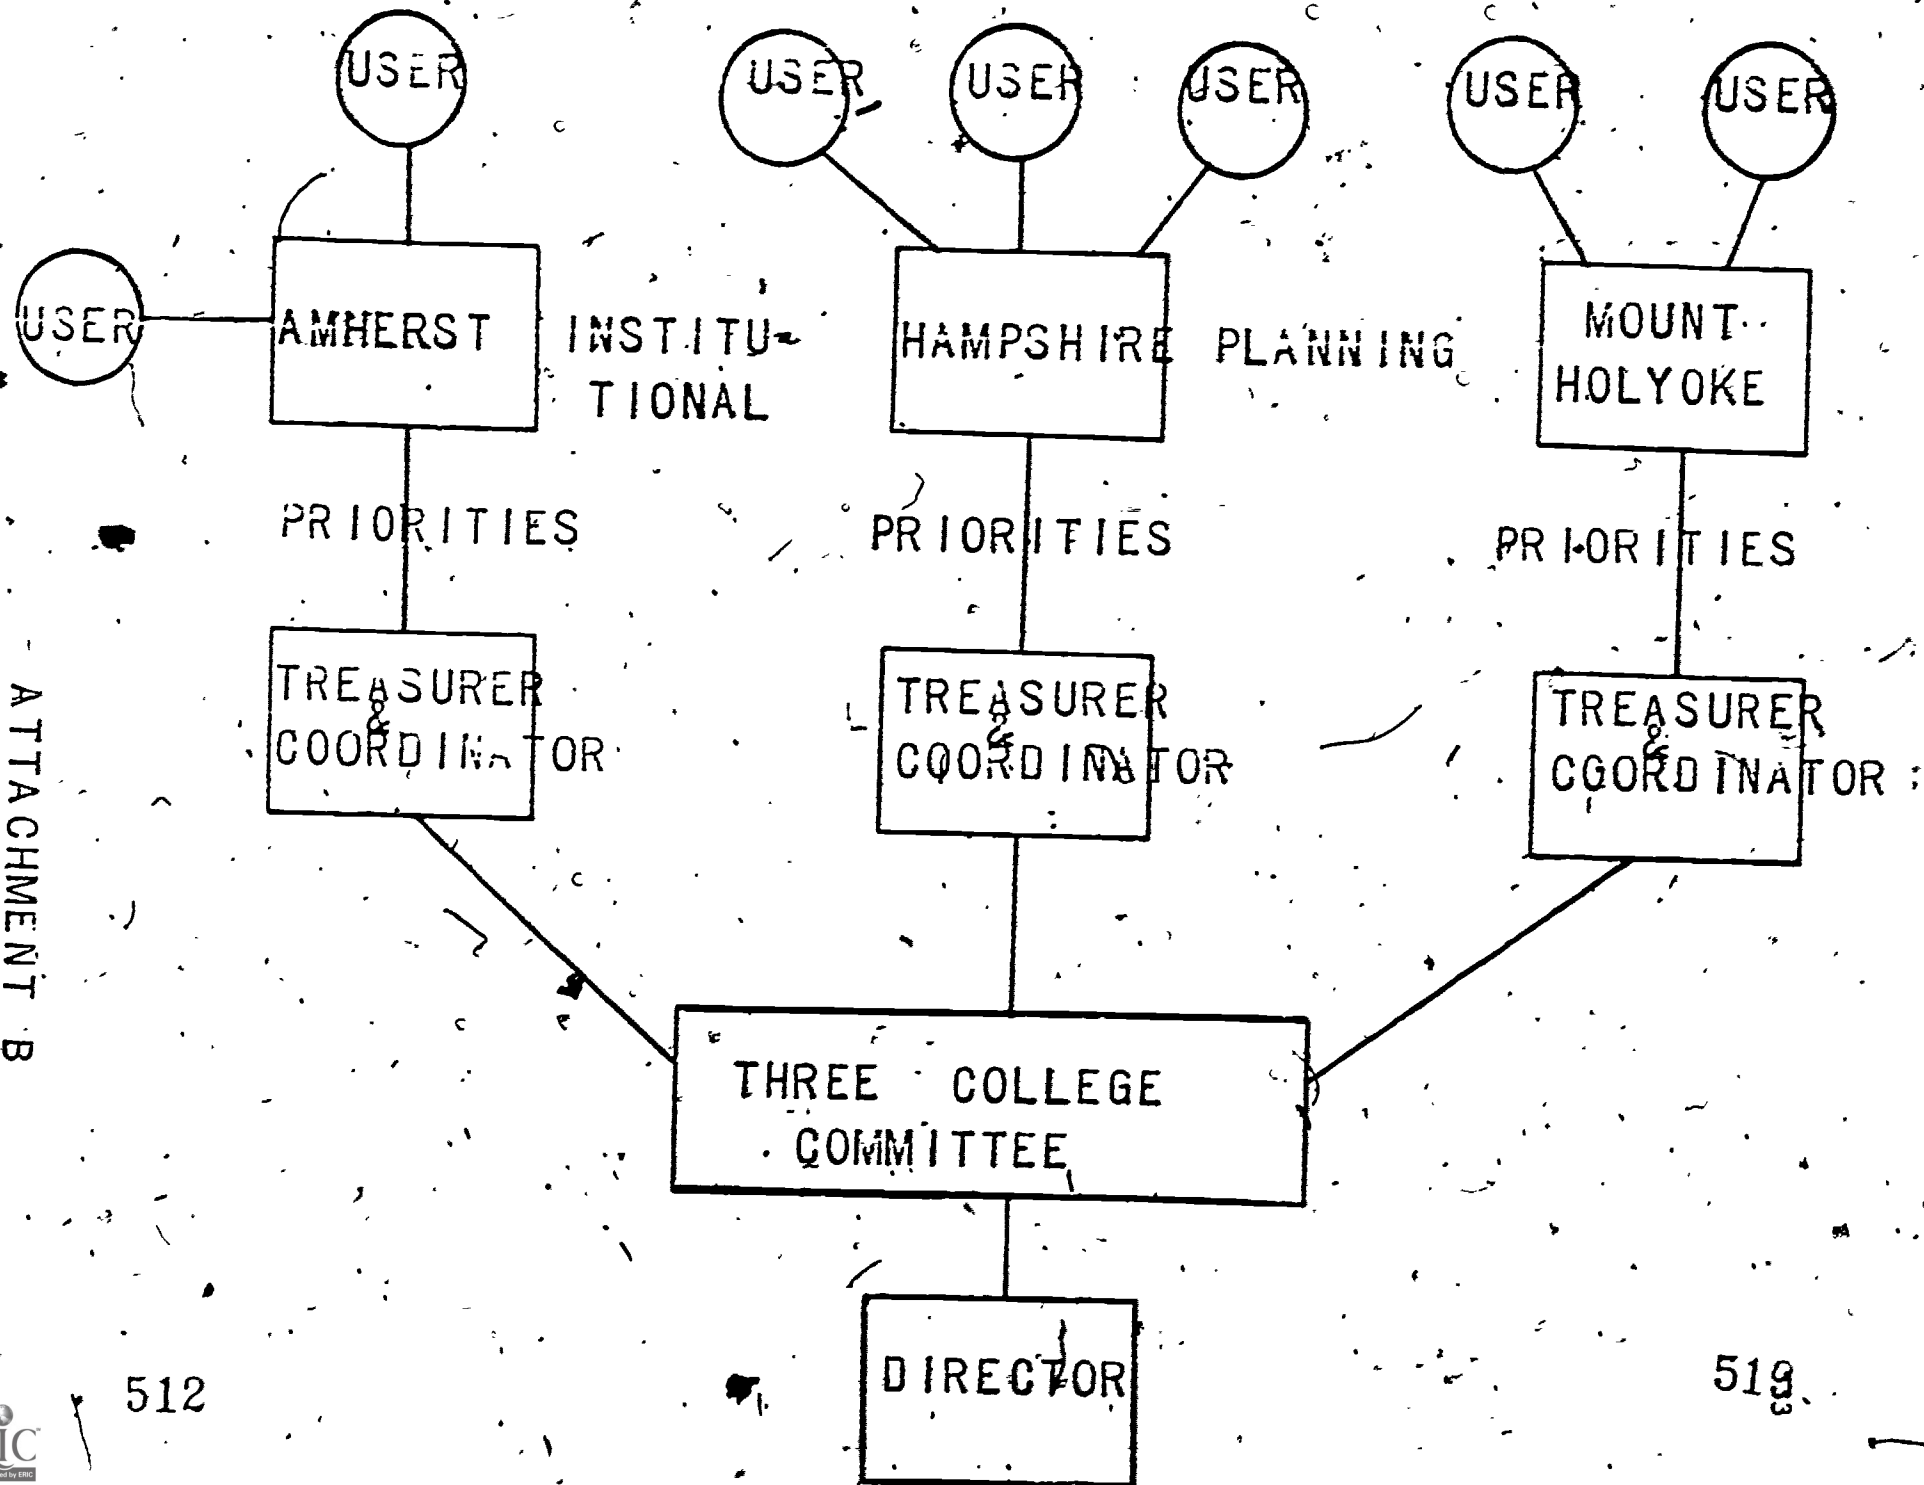 USER
USER
USER
USER
USER
USER
USER
AMHERST
INSTITU-
TIONAL
HAMPSHIRE
PLANNING
MOUNT
HOLYOKE
PRIORITIES
PRIORITIES
PRIORITIES
TREASURER
&
COORDINATOR
TREASURER
&
COORDINATOR
TREASURER
&
COORDINATOR
ATTACHMENT B
THREE COLLEGE
COMMITTEE
DIRECTOR
512